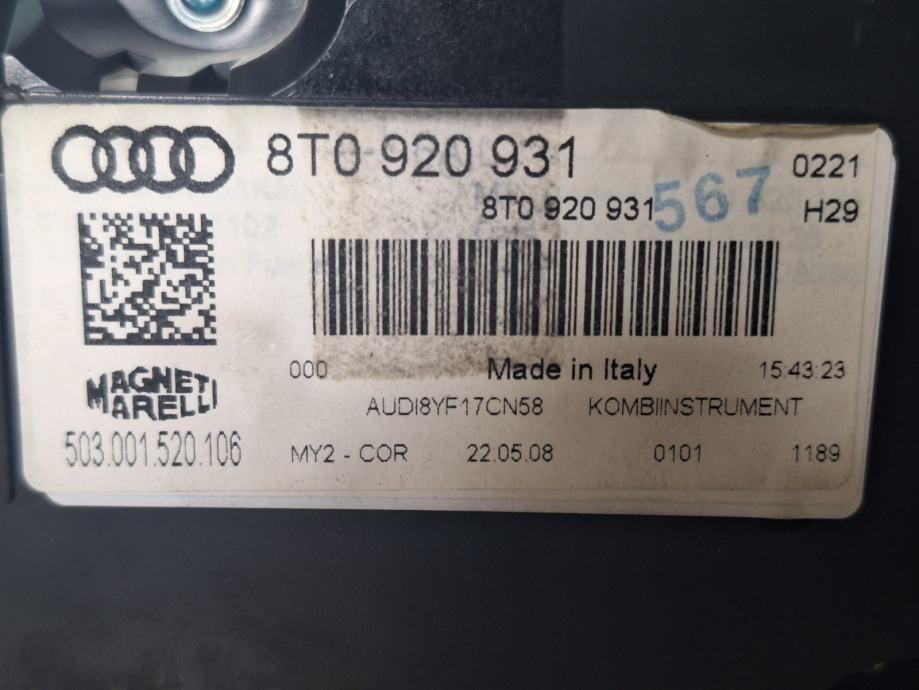 8T0 920 931 0221
8T0 920 931 567 H29
102
000 Made in Italy 15:43:23
MAGNETI
MARELLI
AUDI8YF17CN58 KOMBIINSTRUMENT
503.001.520.106 MY2 - COR 22.05.08 0101 1189